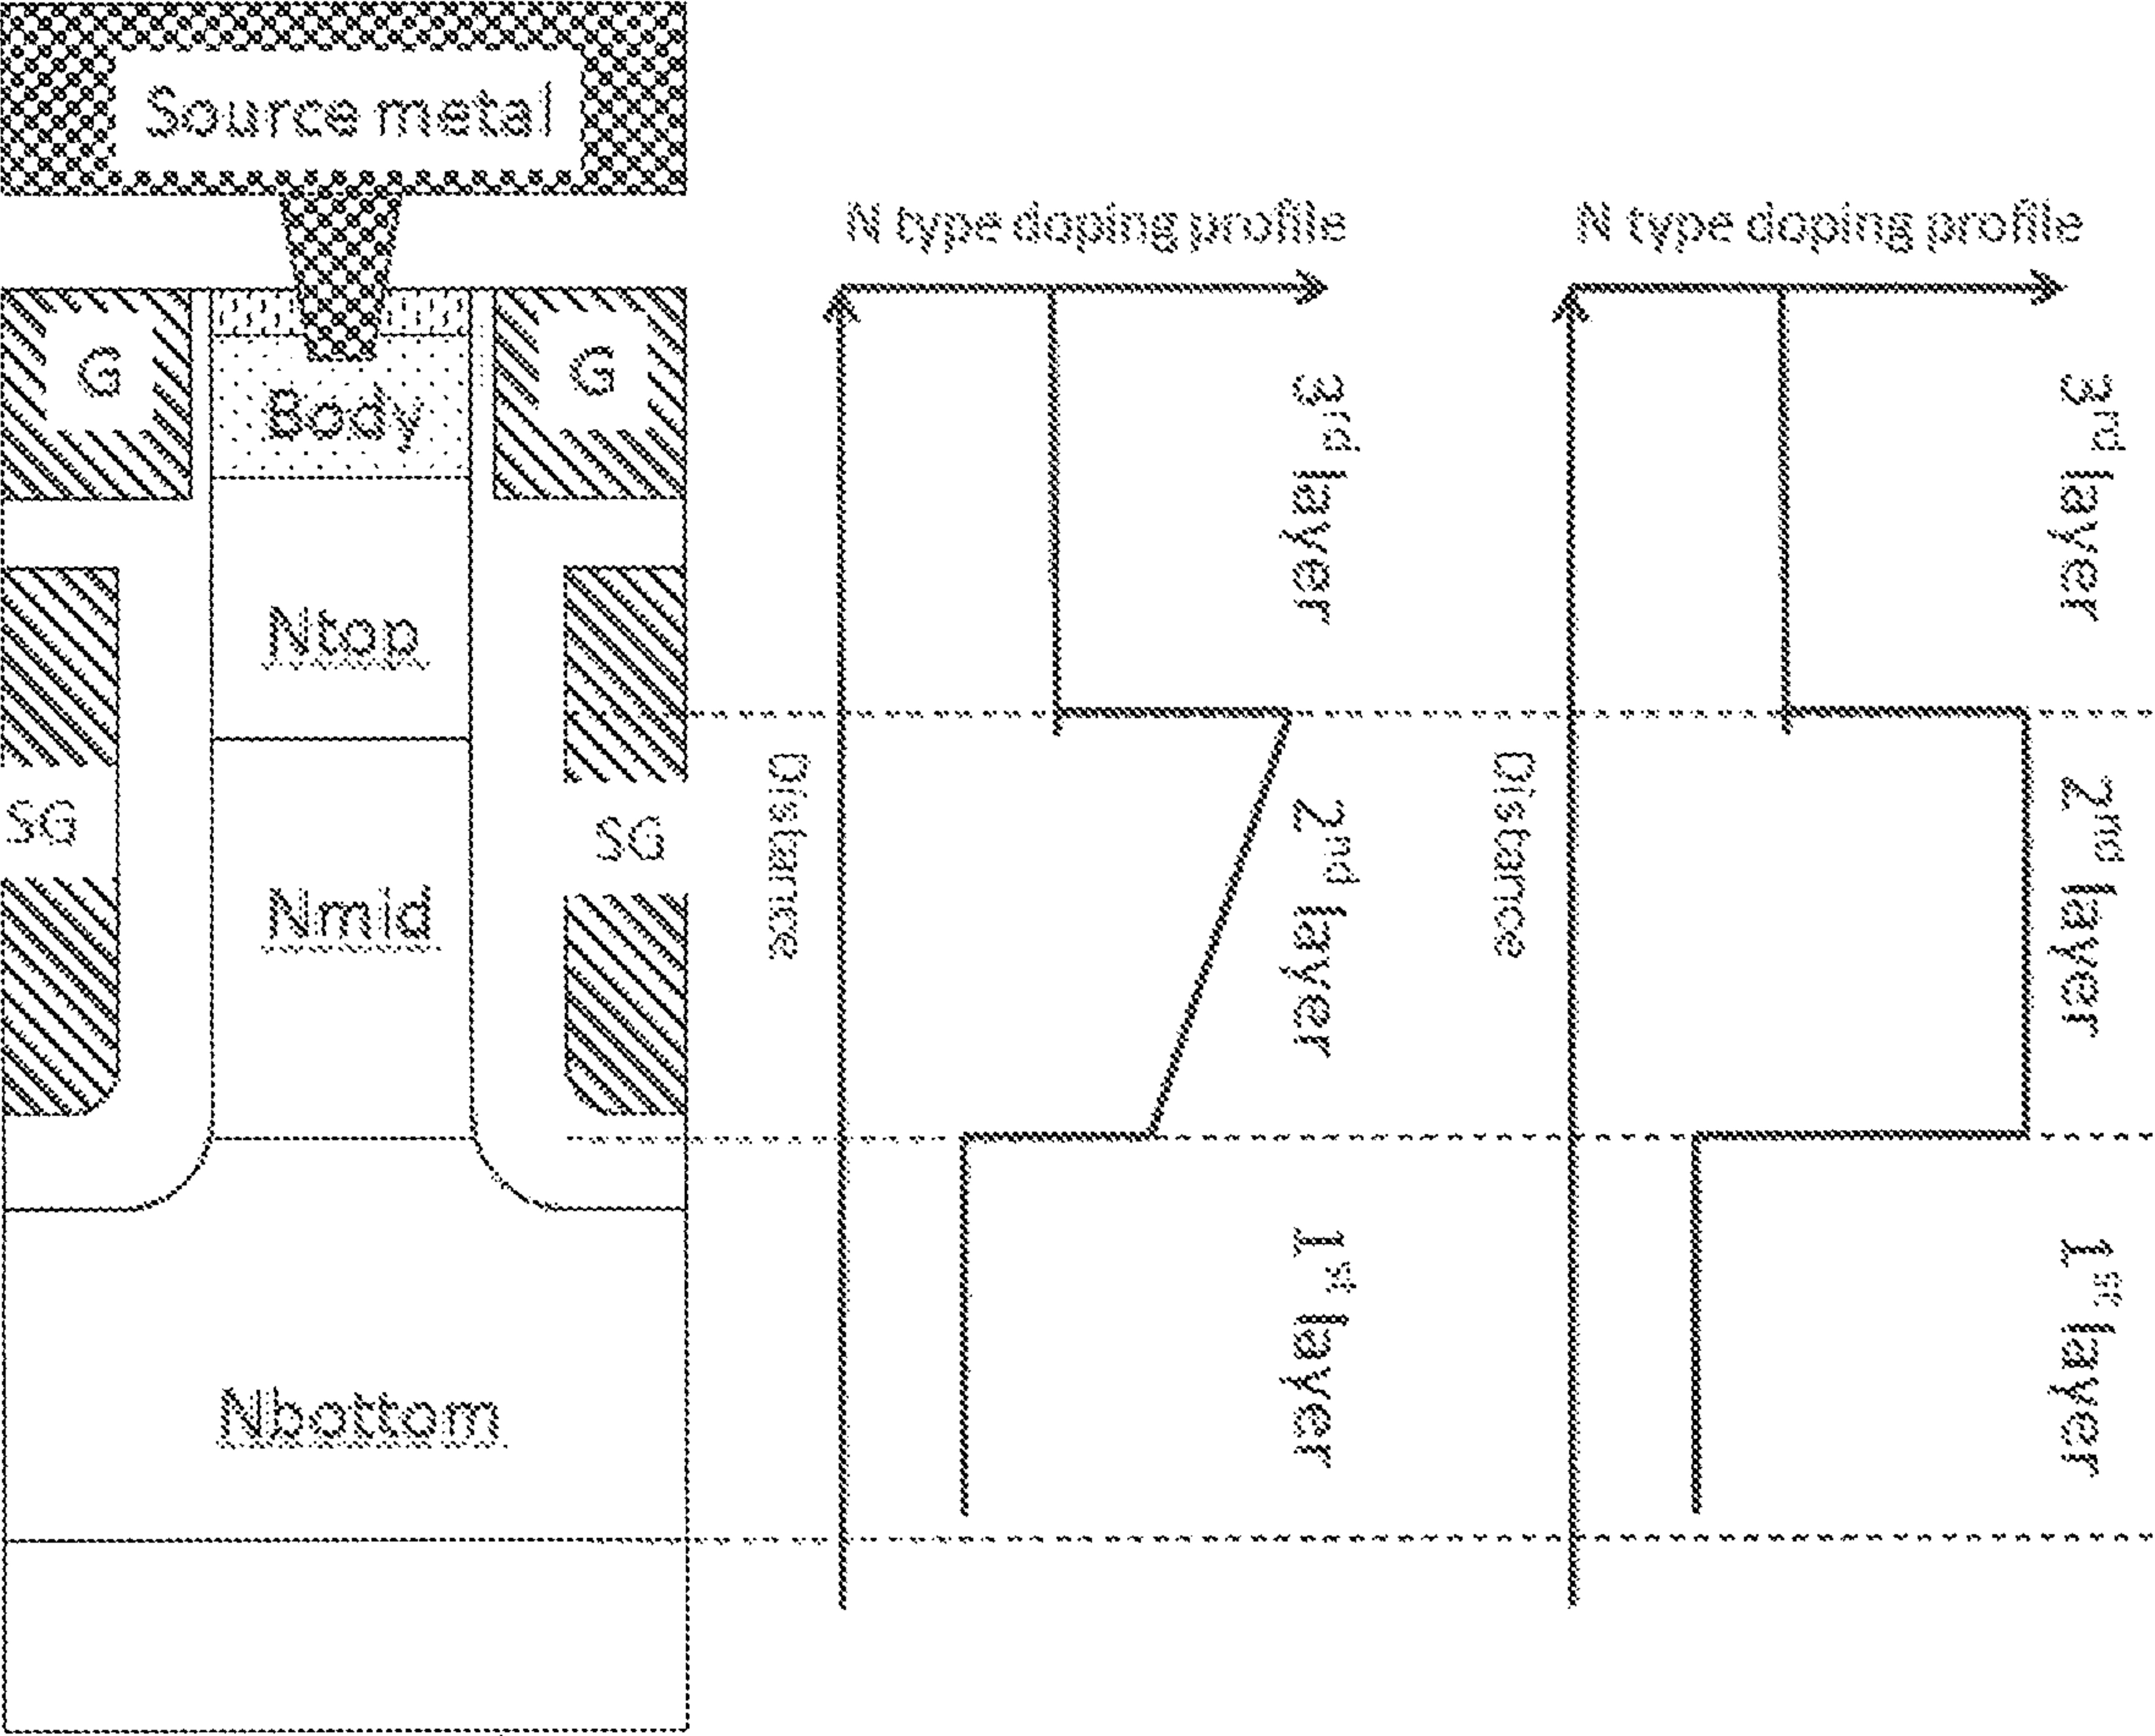 Source metal
N type doping profile
N type doping profile
G
G
Body
3rd layer
3rd layer
Ntop
Distance
Distance
SG
SG
2nd layer
2nd layer
Nmid
1st layer
1st layer
Nbottom